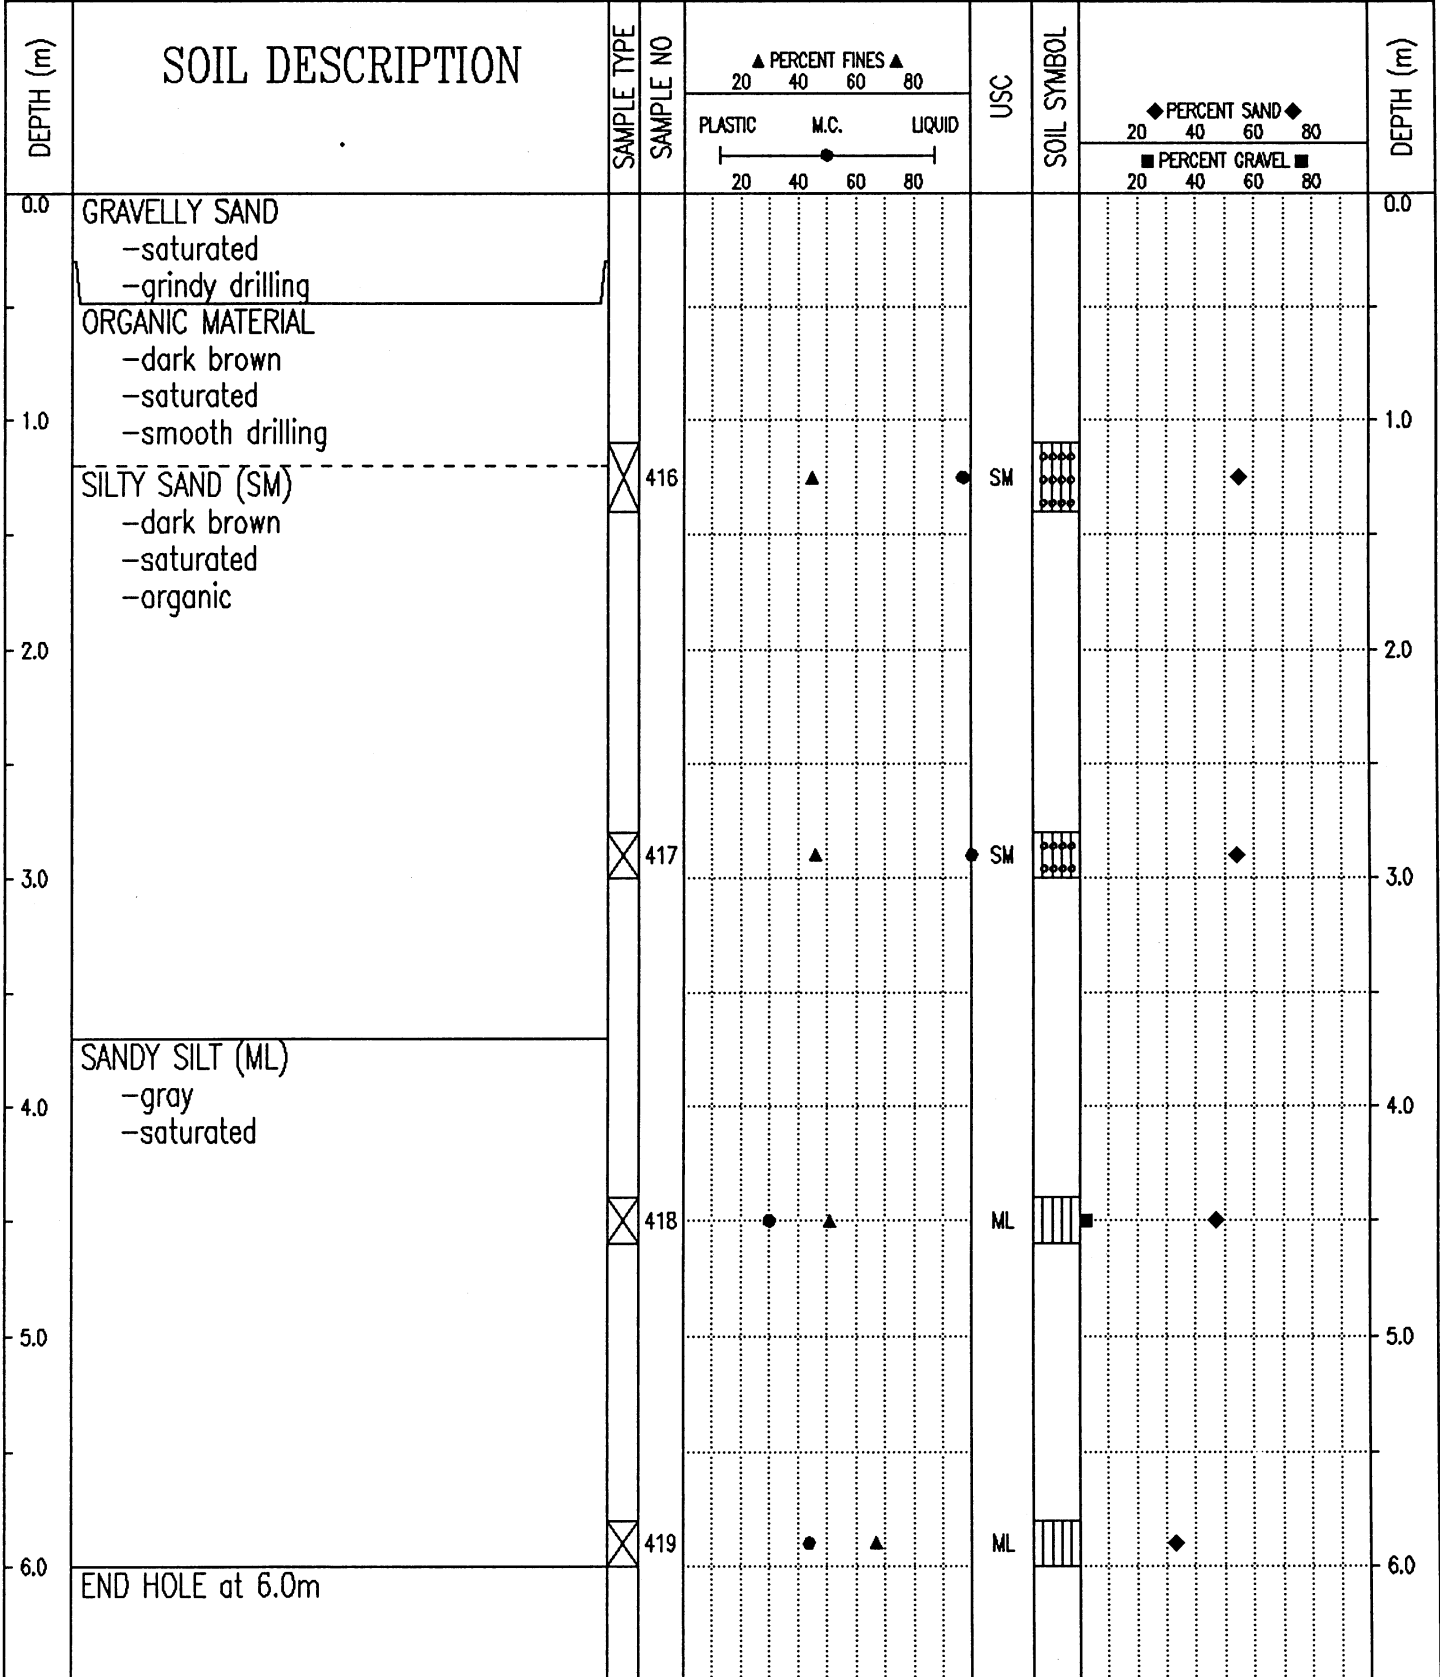 DEPTH (m)
SOIL DESCRIPTION
SAMPLE TYPE
SAMPLE NO
▲ PERCENT FINES ▲
20 40 60 80
PLASTIC M.C. LIQUID
20 40 60 80
USC
SOIL SYMBOL
◆ PERCENT SAND ◆
20 40 60 80
■ PERCENT GRAVEL ■
20 40 60 80
DEPTH (m)
0.0 GRAVELLY SAND 0.0
-saturated
-grindy drilling
ORGANIC MATERIAL
-dark brown
-saturated
1.0 -smooth drilling 1.0
SILTY SAND (SM) 416 SM
-dark brown
-saturated
-organic
2.0 2.0
417 SM
3.0 3.0
SANDY SILT (ML)
-gray
4.0 4.0
-saturated
418 ML
5.0 5.0
419 ML
6.0 6.0
END HOLE at 6.0m